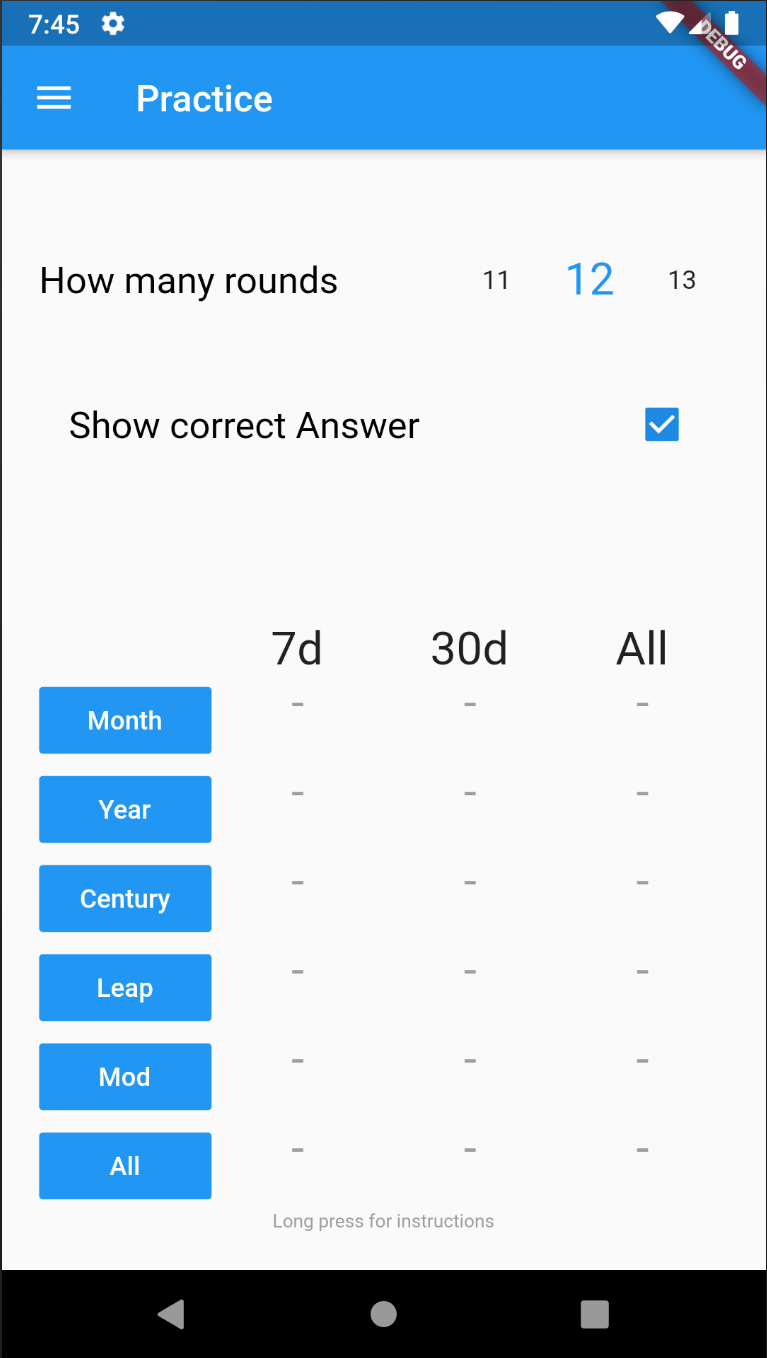 7:45
DEBUG
Practice
How many rounds 11 12 13
Show correct Answer
7d 30d All
Month - - -
Year - - -
Century - - -
Leap - - -
Mod - - -
All - - -
Long press for instructions